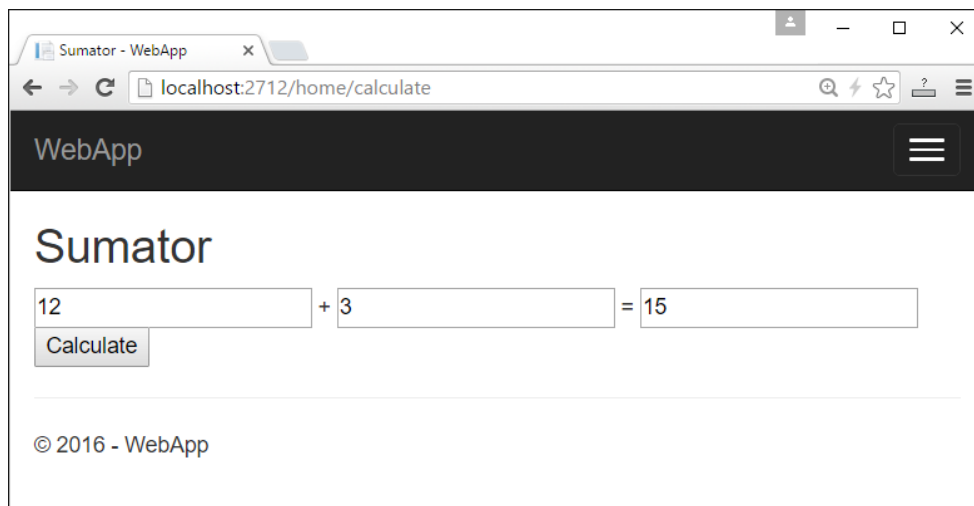 Sumator - WebApp
localhost:2712/home/calculate
?
WebApp
Sumator
12 + 3 = 15
Calculate
© 2016 - WebApp